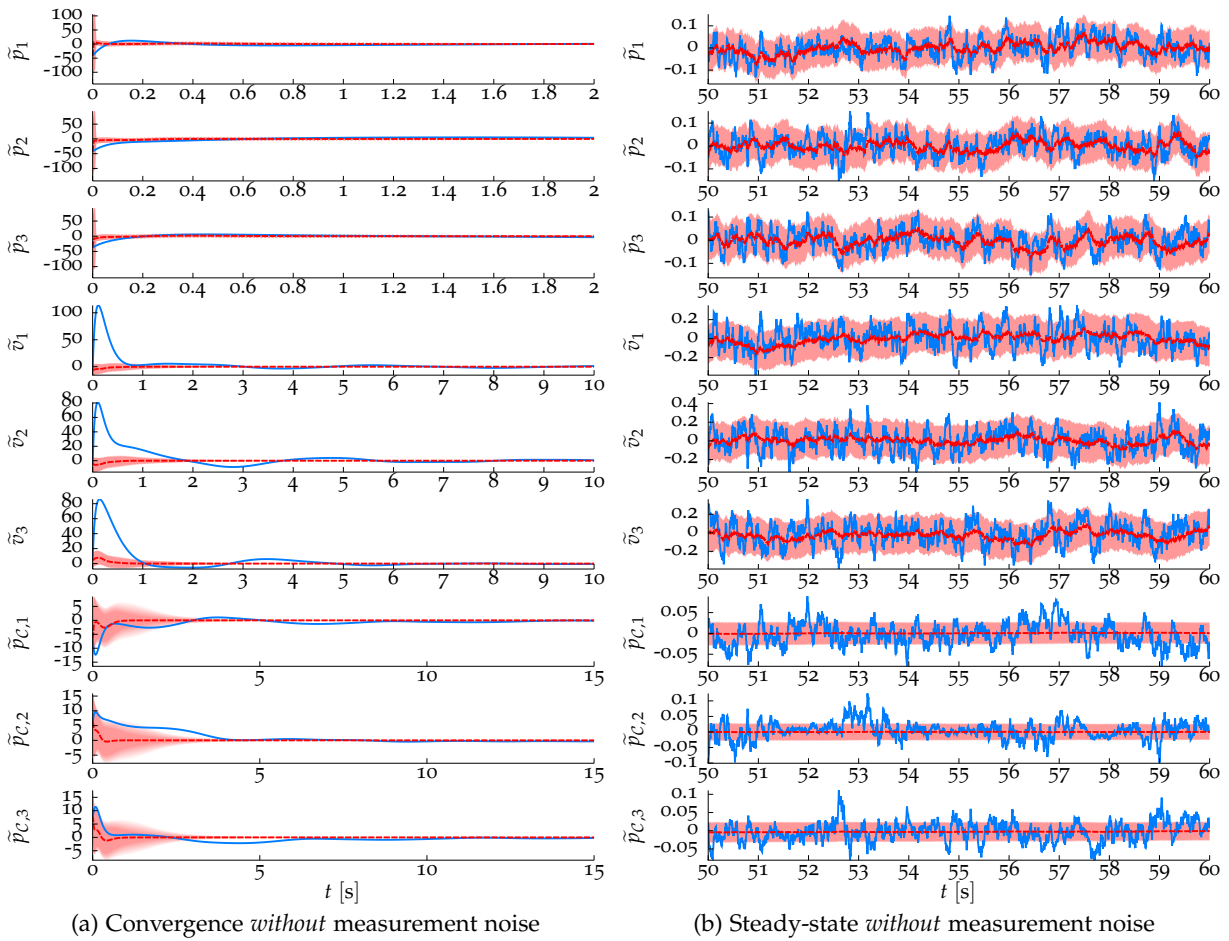 p̃1
100
50
0
-50
-100
0 0.2 0.4 0.6 0.8 1 1.2 1.4 1.6 1.8 2
p̃2
50
0
-50
-100
0 0.2 0.4 0.6 0.8 1 1.2 1.4 1.6 1.8 2
p̃3
50
0
-50
-100
0 0.2 0.4 0.6 0.8 1 1.2 1.4 1.6 1.8 2
ṽ1
100
50
0
0 1 2 3 4 5 6 7 8 9 10
ṽ2
80
60
40
20
0
0 1 2 3 4 5 6 7 8 9 10
ṽ3
80
60
40
20
0
0 1 2 3 4 5 6 7 8 9 10
p̃C,1
5
0
-5
-10
-15
0 5 10 15
p̃C,2
15
10
5
0
-5
0 5 10 15
p̃C,3
15
10
5
0
-5
0 5 10 15
t [s]
(a) Convergence without measurement noise
p̃1
0.1
0
-0.1
50 51 52 53 54 55 56 57 58 59 60
p̃2
0.1
0
-0.1
50 51 52 53 54 55 56 57 58 59 60
p̃3
0.1
0
-0.1
50 51 52 53 54 55 56 57 58 59 60
ṽ1
0.2
0
-0.2
50 51 52 53 54 55 56 57 58 59 60
ṽ2
0.4
0.2
0
-0.2
50 51 52 53 54 55 56 57 58 59 60
ṽ3
0.2
0
-0.2
50 51 52 53 54 55 56 57 58 59 60
p̃C,1
0.05
0
-0.05
50 51 52 53 54 55 56 57 58 59 60
p̃C,2
0.1
0.05
0
-0.05
-0.1
50 51 52 53 54 55 56 57 58 59 60
p̃C,3
0.1
0.05
0
-0.05
50 51 52 53 54 55 56 57 58 59 60
t [s]
(b) Steady-state without measurement noise